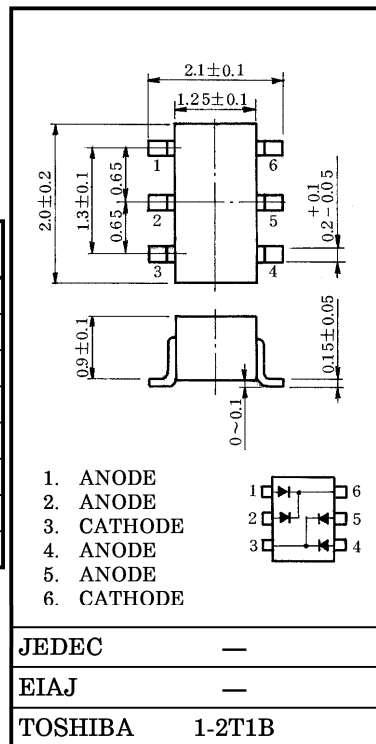 2.1±0.1
1.25±0.1
1
6
2
5
3
4
2.0±0.2
1.3±0.1
0.65
0.65
+0.1
0.2-0.05
0.9±0.1
0.15±0.05
0~0.1
1. ANODE
2. ANODE
3. CATHODE
4. ANODE
5. ANODE
6. CATHODE
1
6
2
5
3
4
JEDEC —
EIAJ —
TOSHIBA 1-2T1B